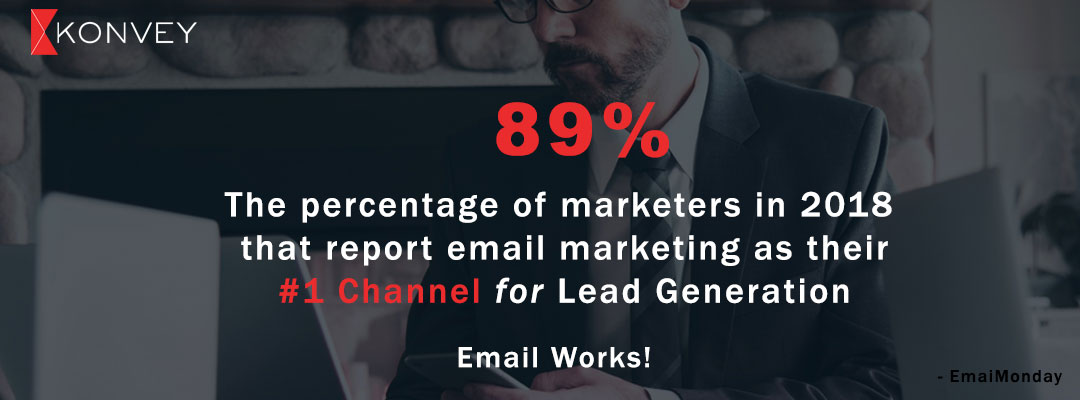 KONVEY
89%
The percentage of marketers in 2018
that report email marketing as their
#1 Channel for Lead Generation
Email Works!
- EmaiMonday